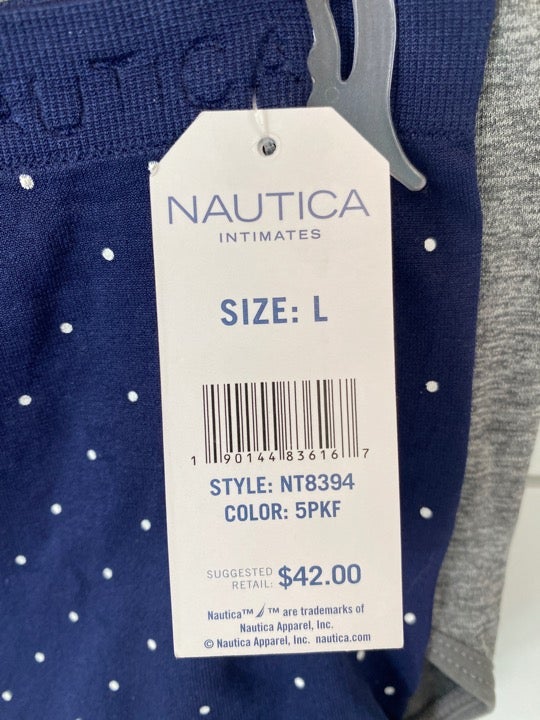 AUTICA
NAUTICA
INTIMATES
SIZE: L
1 90144 83616 7
STYLE: NT8394
COLOR: 5PKF
SUGGESTED
RETAIL: $42.00
Nautica™ ™ are trademarks of
Nautica Apparel, Inc.
© Nautica Apparel, Inc. nautica.com